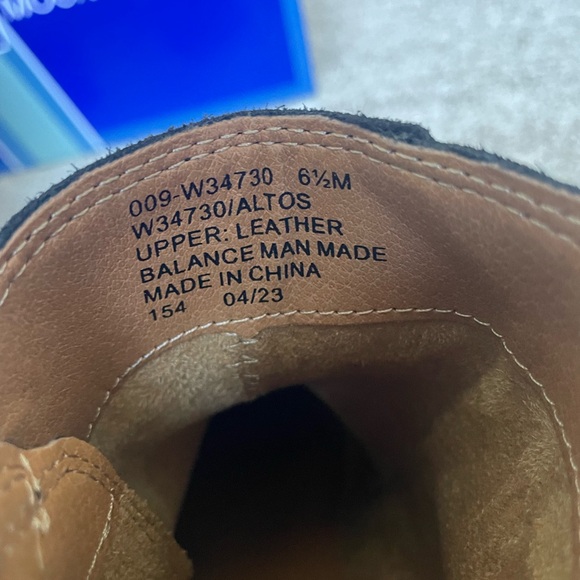 009-W34730 6½M
W34730/ALTOS
UPPER: LEATHER
BALANCE MAN MADE
MADE IN CHINA
154 04/23